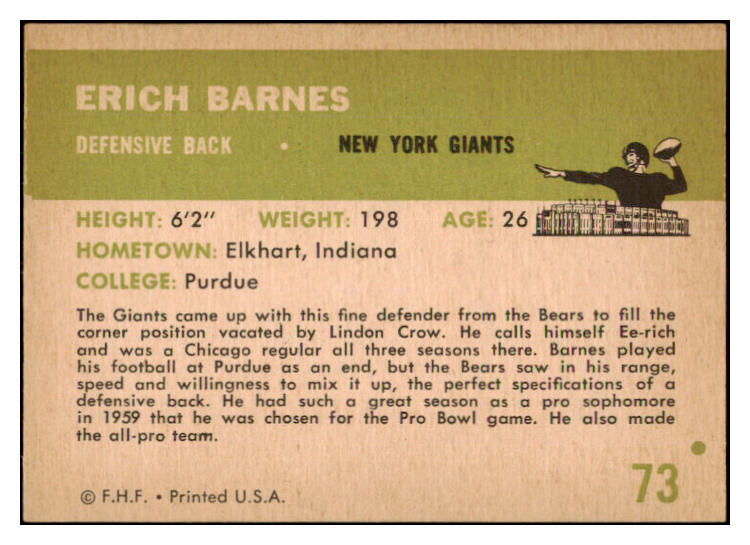 ERICH BARNES
DEFENSIVE BACK • NEW YORK GIANTS
HEIGHT: 6'2" WEIGHT: 198 AGE: 26
HOMETOWN: Elkhart, Indiana
COLLEGE: Purdue
The Giants came up with this fine defender from the Bears to fill the
corner position vacated by Lindon Crow. He calls himself Ee-rich
and was a Chicago regular all three seasons there. Barnes played
his football at Purdue as an end, but the Bears saw in his range,
speed and willingness to mix it up, the perfect specifications of a
defensive back. He had such a great season as a pro sophomore
in 1959 that he was chosen for the Pro Bowl game. He also made
the all-pro team.
73
© F.H.F. • Printed U.S.A.